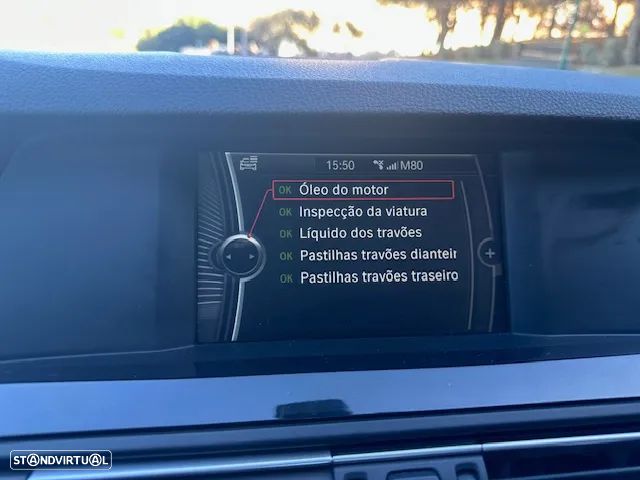 15:50 M80
OK Óleo do motor
OK Inspecção da viatura
OK Líquido dos travões
OK Pastilhas travões dianteir
OK Pastilhas travões traseiro
+
STANDVIRTUAL